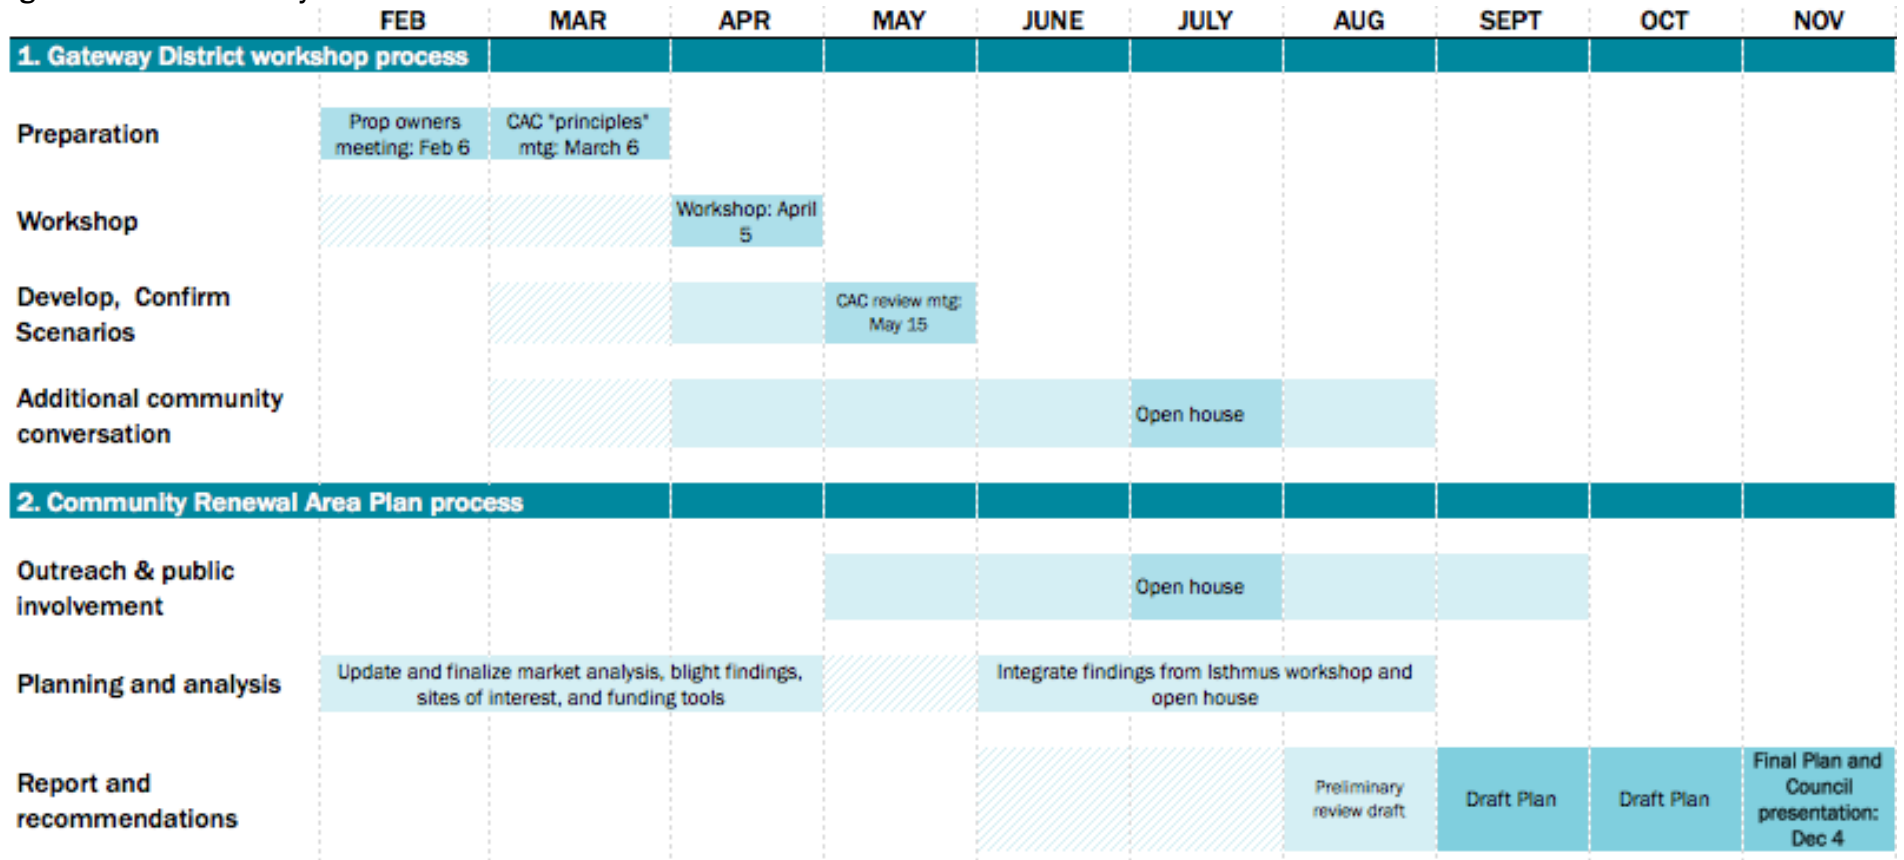 FEB MAR APR MAY JUNE JULY AUG SEPT OCT NOV
1. Gateway District workshop process
Preparation
Prop owners
meeting: Feb 6
CAC "principles"
mtg: March 6
Workshop
Workshop: April
5
Develop, Confirm
Scenarios
CAC review mtg:
May 15
Additional community
conversation
Open house
2. Community Renewal Area Plan process
Outreach & public
involvement
Open house
Planning and analysis
Update and finalize market analysis, blight findings,
sites of interest, and funding tools
Integrate findings from Isthmus workshop and
open house
Report and
recommendations
Preliminary
review draft
Draft Plan
Draft Plan
Final Plan and
Council
presentation:
Dec 4